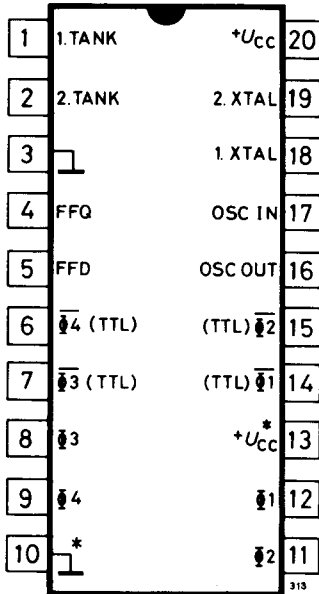 1 1.TANK +UCC 20
2 2.TANK 2.XTAL 19
3 1.XTAL 18
4 FFQ OSC IN 17
5 FFD OSC OUT 16
6 Φ̅4̅ (TTL) (TTL) Φ̅2̅ 15
7 Φ̅3̅ (TTL) (TTL) Φ̅1̅ 14
8 Φ3 +UCC* 13
9 Φ4 Φ1 12
10 * Φ2 11
313